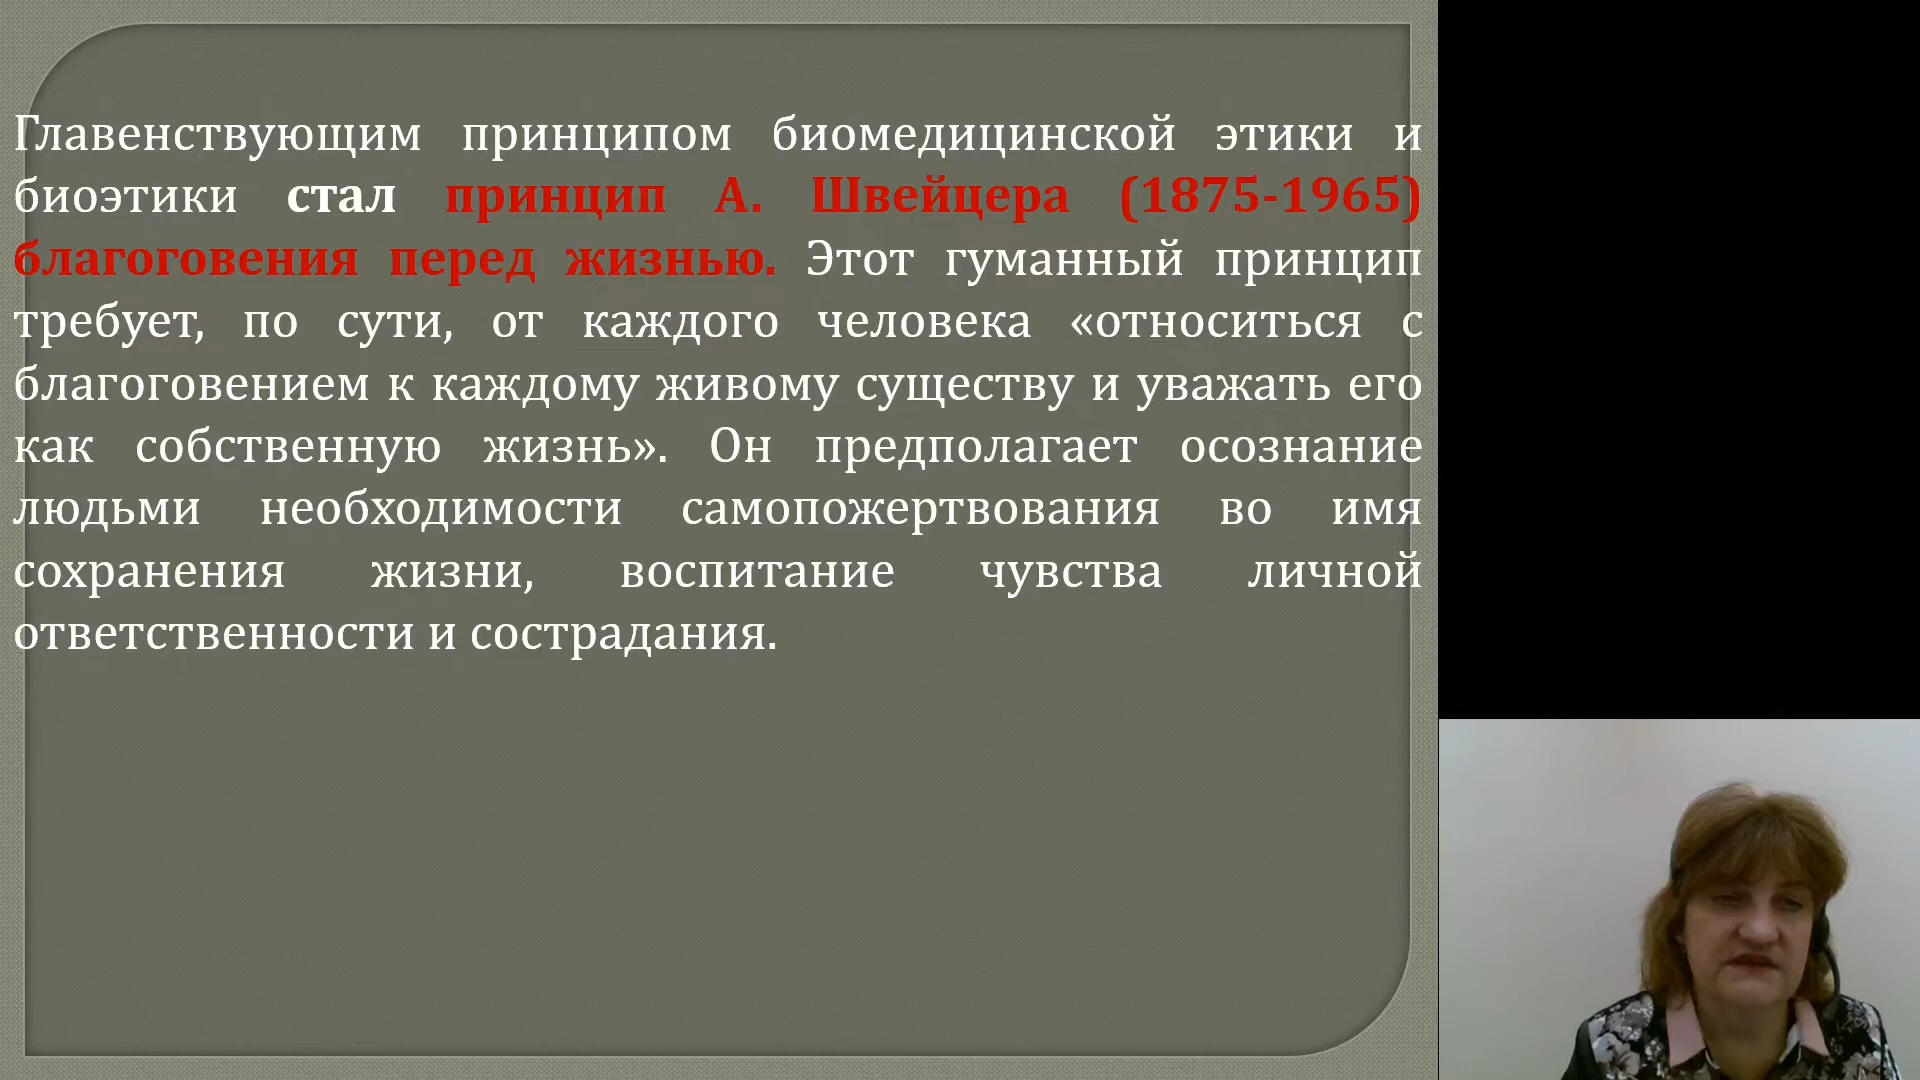 Главенствующим принципом биомедицинской этики и
биоэтики стал принцип А. Швейцера (1875-1965)
благоговения перед жизнью. Этот гуманный принцип
требует, по сути, от каждого человека «относиться с
благоговением к каждому живому существу и уважать его
как собственную жизнь». Он предполагает осознание
людьми необходимости самопожертвования во имя
сохранения жизни, воспитание чувства личной
ответственности и сострадания.